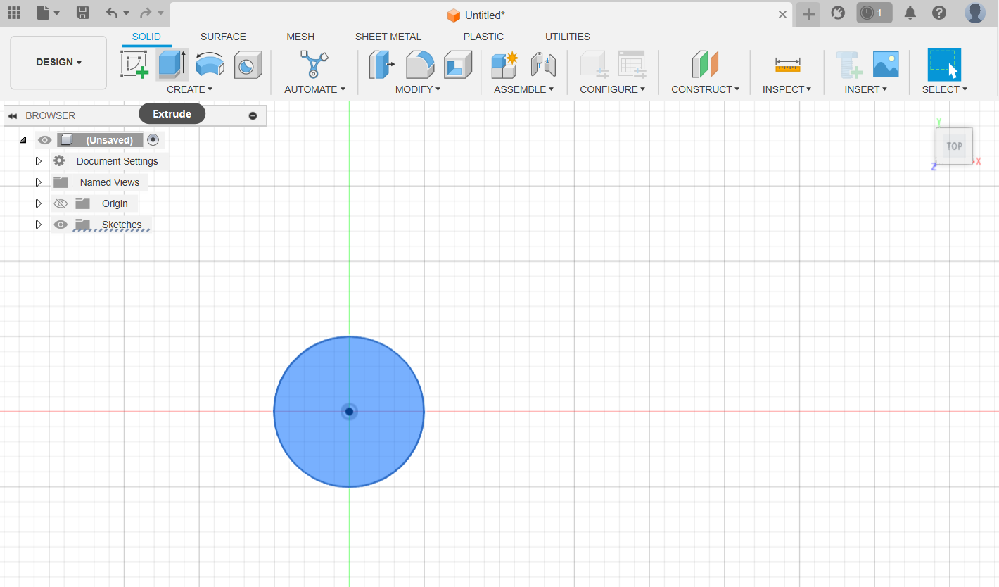 Untitled*
1
DESIGN
SOLID SURFACE MESH SHEET METAL PLASTIC UTILITIES
CREATE AUTOMATE MODIFY ASSEMBLE CONFIGURE CONSTRUCT INSPECT INSERT SELECT
BROWSER
Extrude
(Unsaved)
Document Settings
Named Views
Origin
Sketches
Y
TOP
X
Z